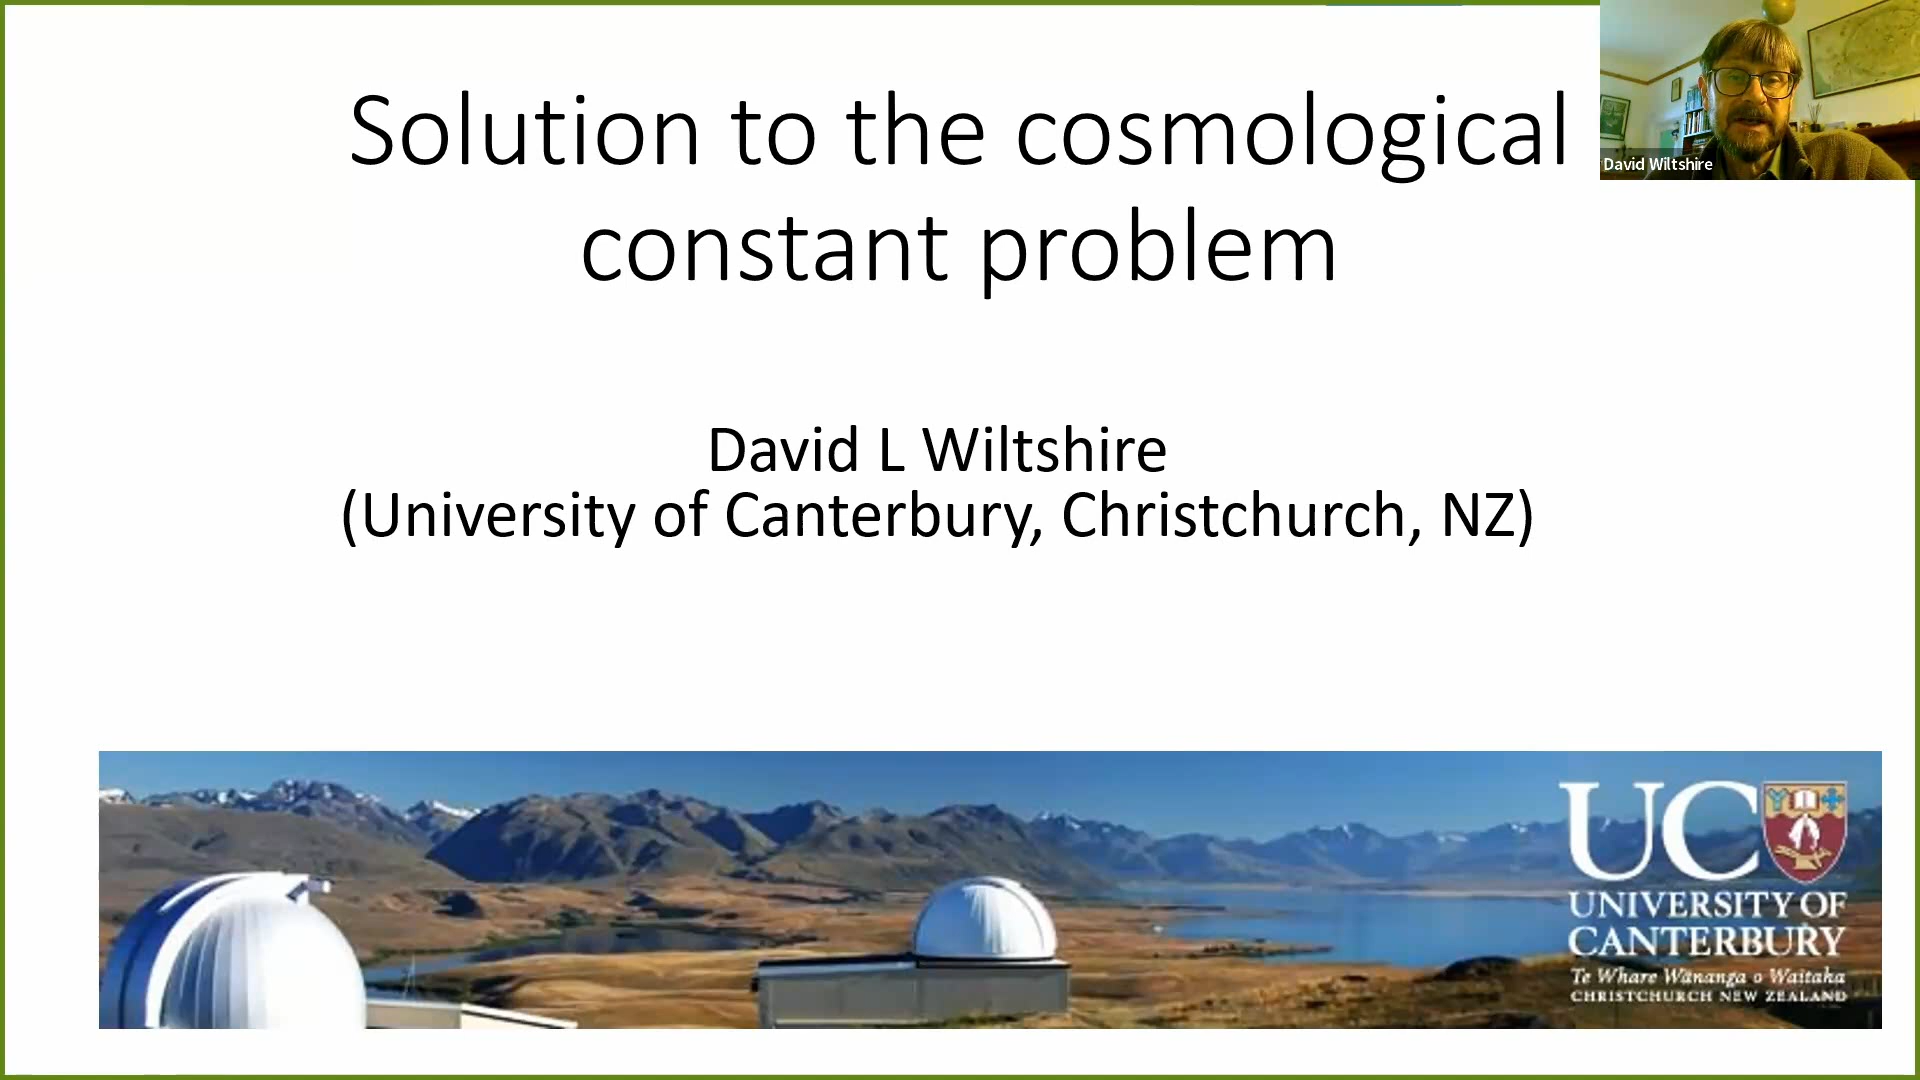 Solution to the cosmological
constant problem
David Wiltshire
David L Wiltshire
(University of Canterbury, Christchurch, NZ)
UC
UNIVERSITY OF
CANTERBURY
Te Whare Wānanga o Waitaha
CHRISTCHURCH NEW ZEALAND